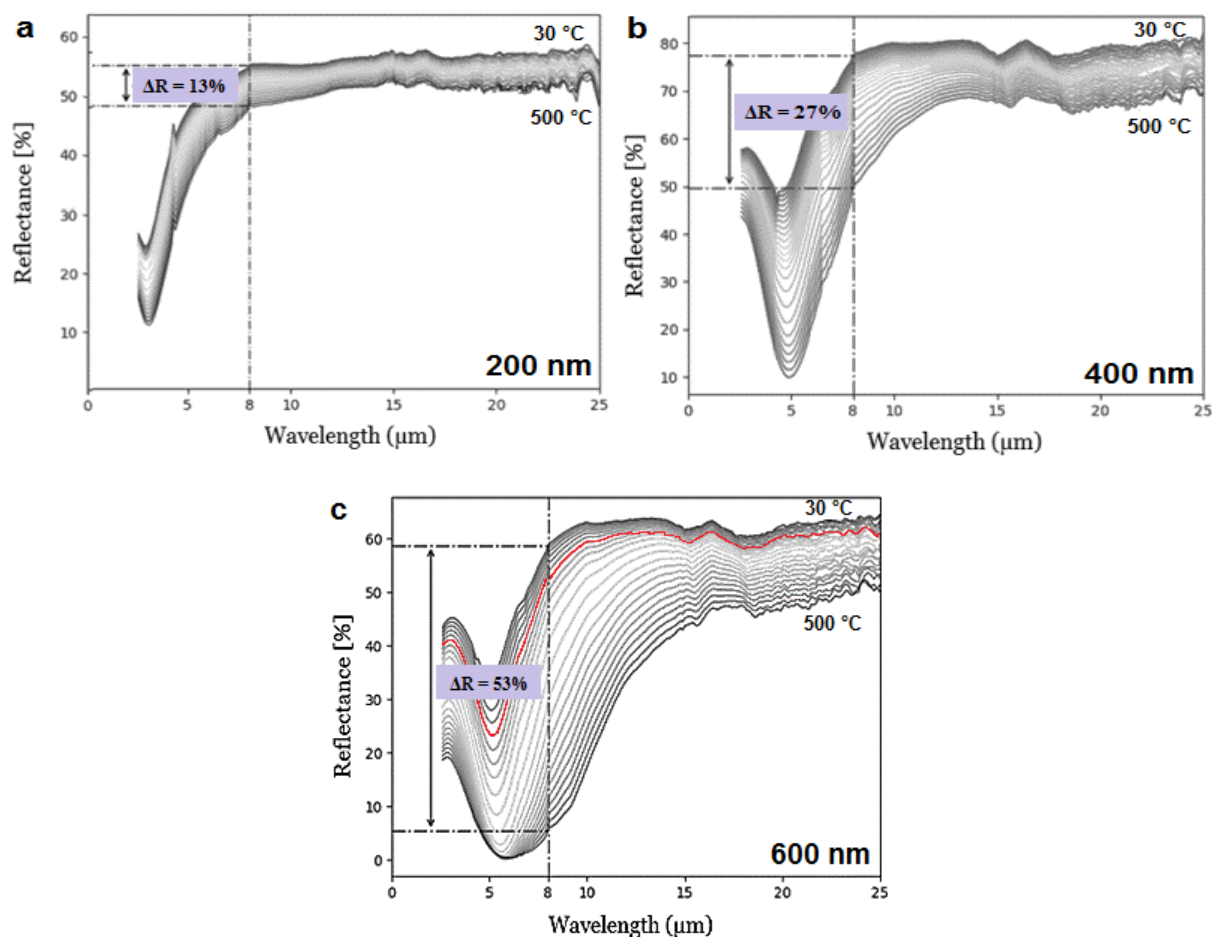 a
60
50
40
30
20
10
0
5
8
10
15
20
25
Reflectance [%]
Wavelength (μm)
ΔR = 13%
30 °C
500 °C
200 nm
b
80
70
60
50
40
30
20
10
0
5
8
10
15
20
25
Reflectance [%]
Wavelength (μm)
ΔR = 27%
30 °C
500 °C
400 nm
c
60
50
40
30
20
10
0
0
5
8
10
15
20
25
Reflectance [%]
Wavelength (μm)
ΔR = 53%
30 °C
500 °C
600 nm